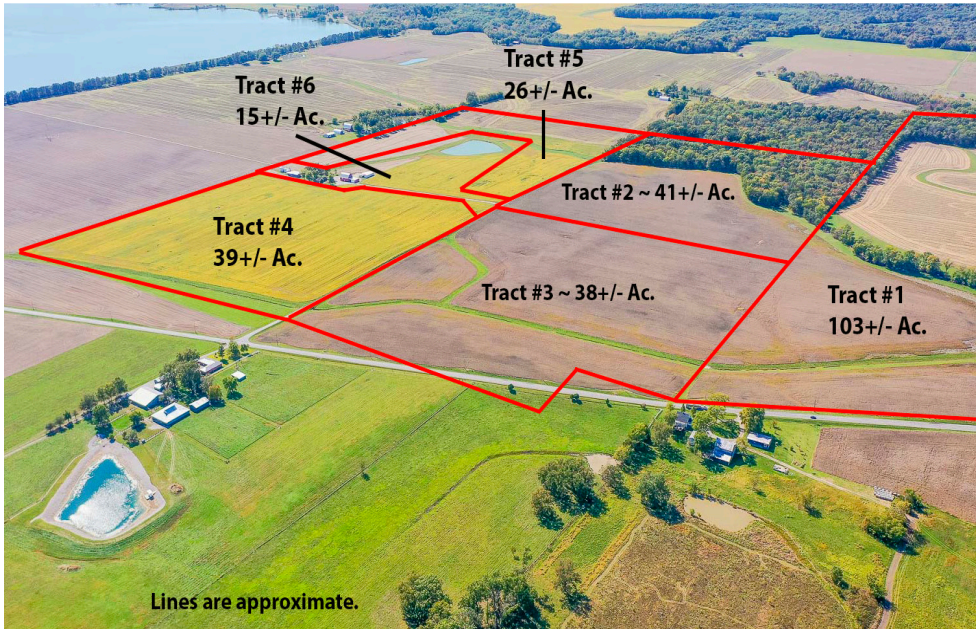 Tract #5
26+/- Ac.
Tract #6
15+/- Ac.
Tract #2 ~ 41+/- Ac.
Tract #4
39+/- Ac.
Tract #3 ~ 38+/- Ac.
Tract #1
103+/- Ac.
Lines are approximate.